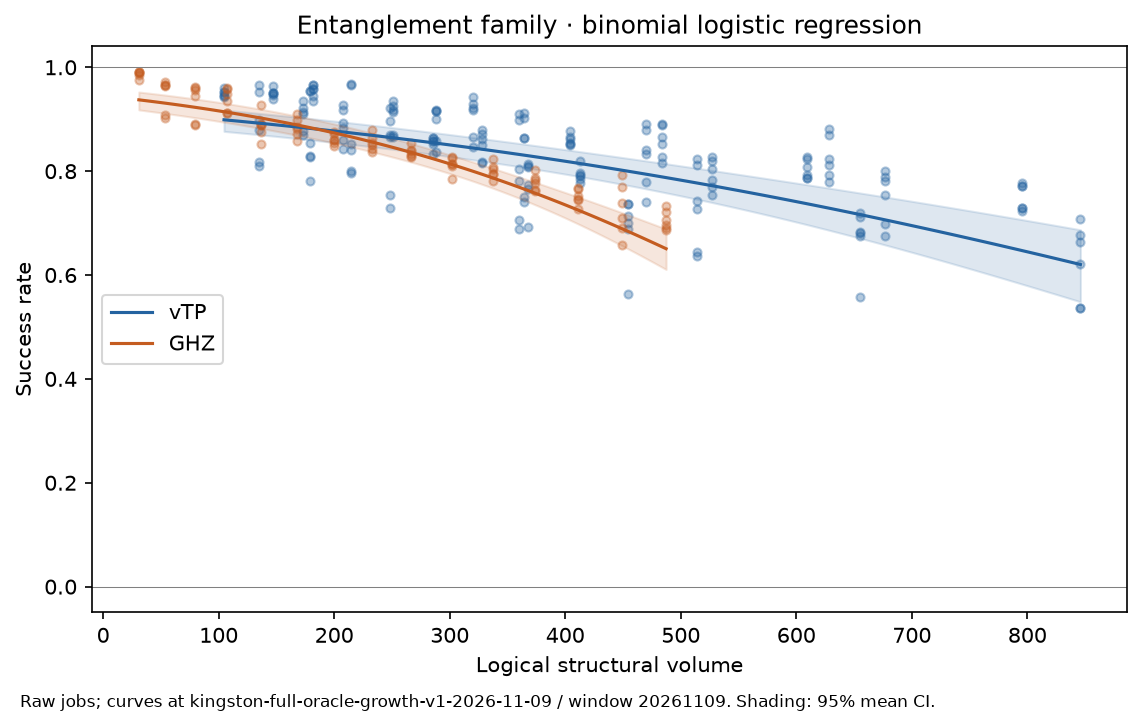 Entanglement family · binomial logistic regression
1.0
0.8
0.6
0.4
0.2
0.0
Success rate
vTP
GHZ
0 100 200 300 400 500 600 700 800
Logical structural volume
Raw jobs; curves at kingston-full-oracle-growth-v1-2026-11-09 / window 20261109. Shading: 95% mean CI.